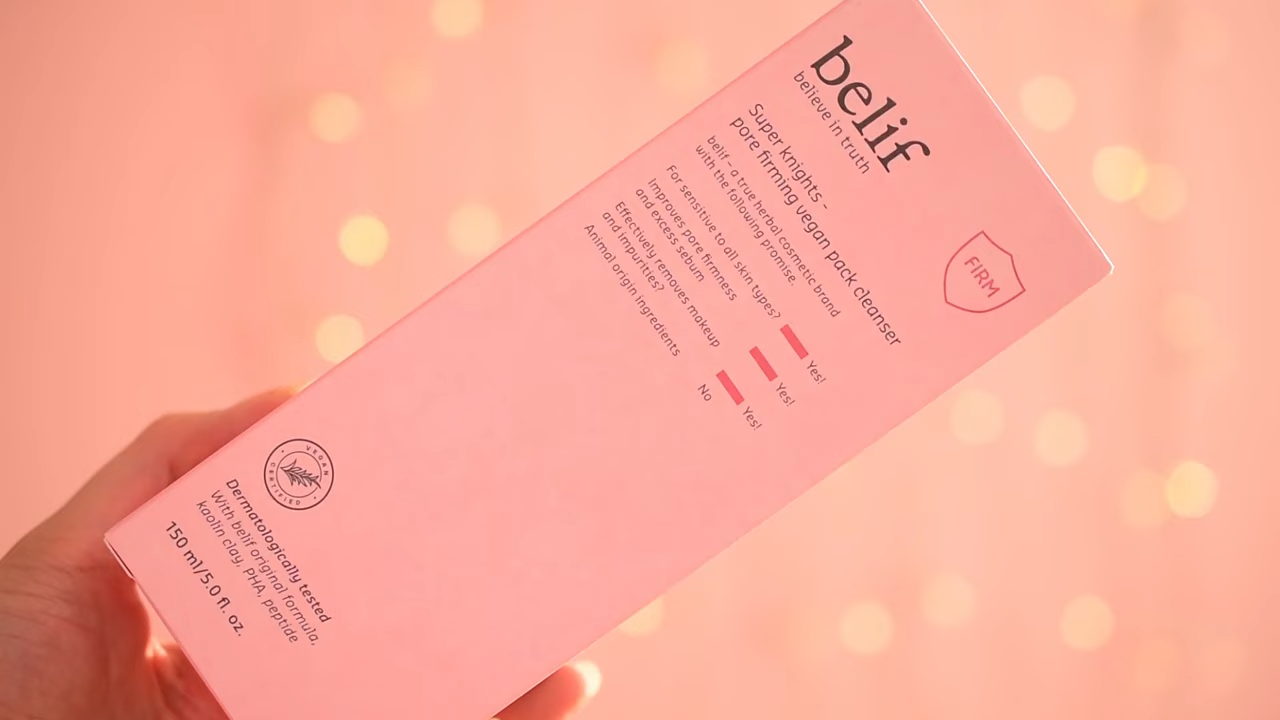 belif
believe in truth
Super knights -
pore firming vegan pack cleanser
belif - a true herbal cosmetic brand
with the following promise.
For sensitive to all skin types? Yes!
Improves pore firmness
and excess sebum Yes!
Effectively removes makeup
and impurities? Yes!
Animal origin ingredients No
FIRM
VEGAN
CERTIFIED
Dermatologically tested
With belif original formula,
kaolin clay, PHA, peptide
150 ml/5.0 fl. oz.